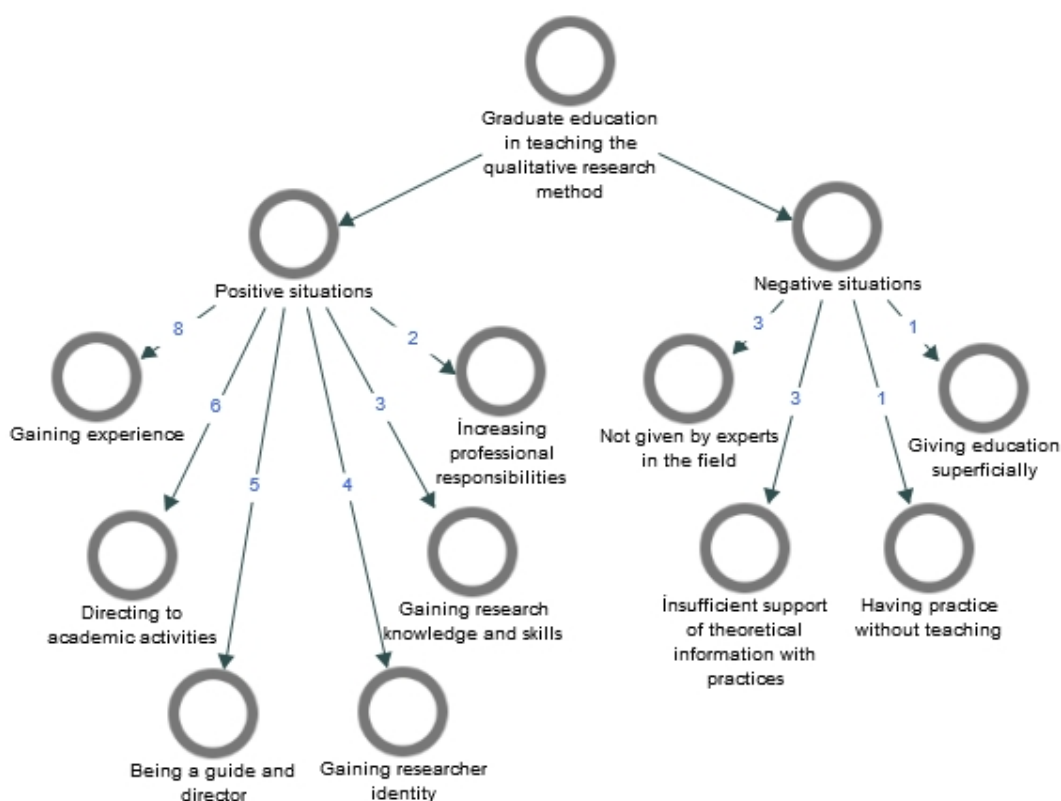 Graduate education
in teaching the
qualitative research
method
Positive situations
Negative situations
8
6
5
4
3
2
3
3
1
1
Gaining experience
İncreasing
professional
responsibilities
Not given by experts
in the field
Giving education
superficially
Directing to
academic activities
Gaining research
knowledge and skills
İnsufficient support
of theoretical
information with
practices
Having practice
without teaching
Being a guide and
director
Gaining researcher
identity